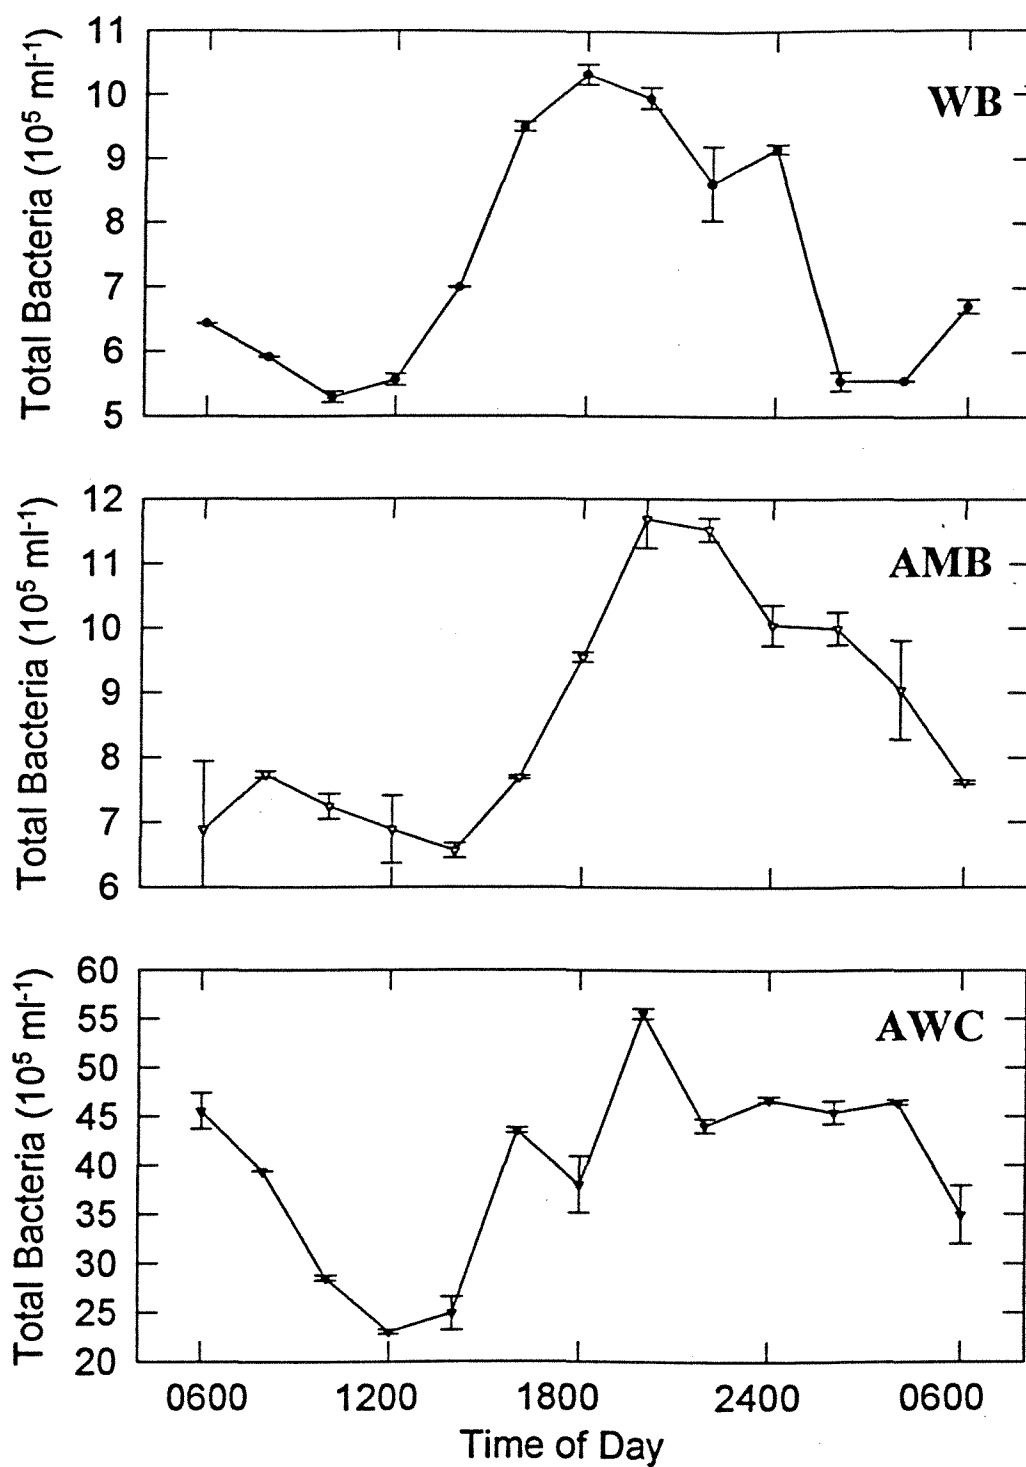 11
10
9
8
7
6
5
Total Bacteria (10⁵ ml⁻¹)
WB
12
11
10
9
8
7
6
Total Bacteria (10⁵ ml⁻¹)
AMB
60
55
50
45
40
35
30
25
20
Total Bacteria (10⁵ ml⁻¹)
AWC
0600 1200 1800 2400 0600
Time of Day